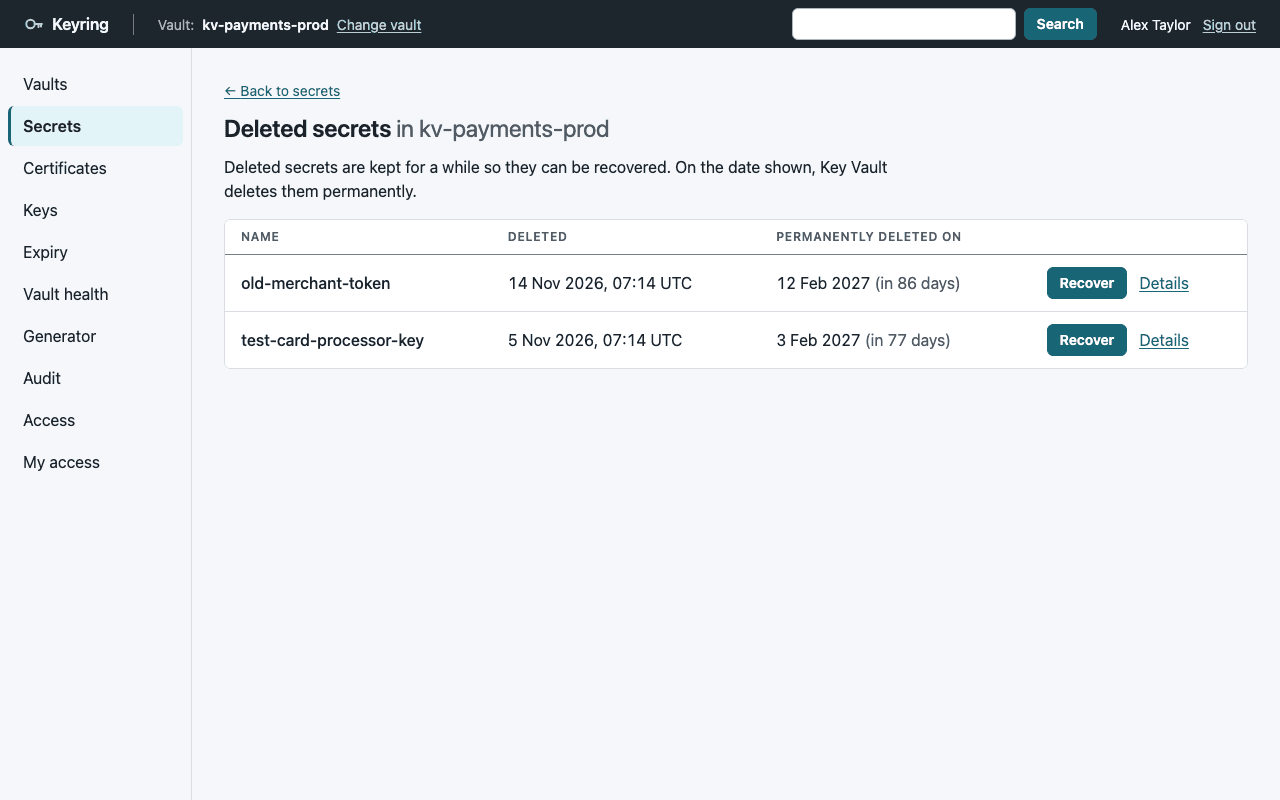 Keyring
Vault: kv-payments-prod Change vault
Search
Alex Taylor Sign out
Vaults
Secrets
Certificates
Keys
Expiry
Vault health
Generator
Audit
Access
My access
← Back to secrets
Deleted secrets in kv-payments-prod
Deleted secrets are kept for a while so they can be recovered. On the date shown, Key Vault
deletes them permanently.
NAME DELETED PERMANENTLY DELETED ON
old-merchant-token 14 Nov 2026, 07:14 UTC 12 Feb 2027 (in 86 days) Recover Details
test-card-processor-key 5 Nov 2026, 07:14 UTC 3 Feb 2027 (in 77 days) Recover Details